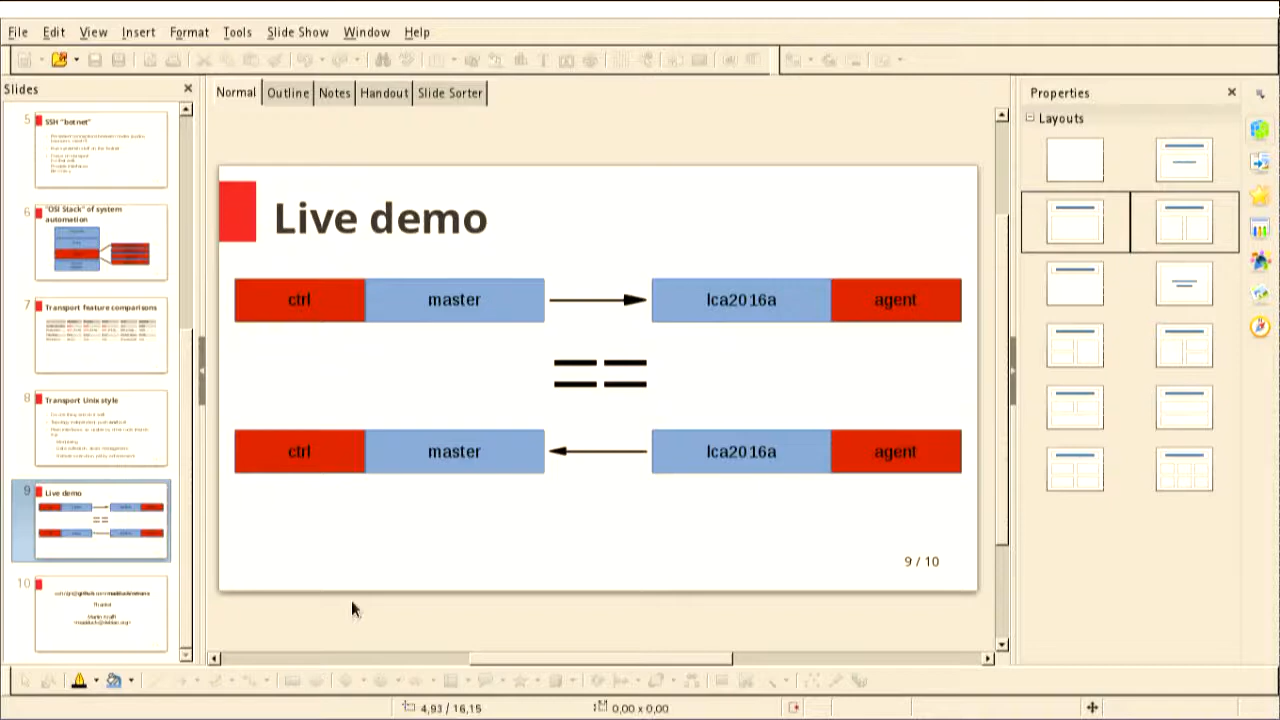 File Edit View Insert Format Tools Slide Show Window Help
Slides
Normal Outline Notes Handout Slide Sorter
Properties
Layouts
5
SSH "botnet"
6
"OSI Stack" of system
automation
7
Transport feature comparisons
8
Transport Unix style
9
Live demo
10
Thanks!
Live demo
ctrl master lca2016a agent
==
ctrl master lca2016a agent
9 / 10
4,93 / 16,15 0,00 x 0,00